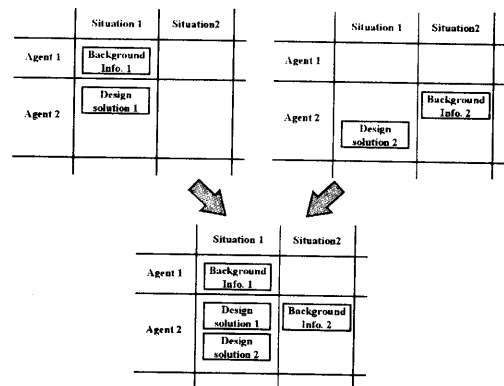 Situation 1 Situation2
Agent 1
Background
Info. 1
Agent 2
Design
solution 1
Situation 1 Situation2
Agent 1
Agent 2
Background
Info. 2
Design
solution 2
Situation 1 Situation2
Agent 1
Background
Info. 1
Agent 2
Design
solution 1
Background
Info. 2
Design
solution 2